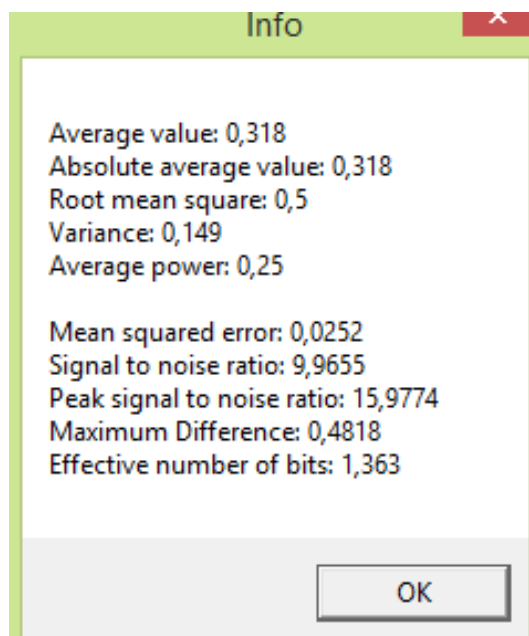 Info
Average value: 0,318
Absolute average value: 0,318
Root mean square: 0,5
Variance: 0,149
Average power: 0,25
Mean squared error: 0,0252
Signal to noise ratio: 9,9655
Peak signal to noise ratio: 15,9774
Maximum Difference: 0,4818
Effective number of bits: 1,363
OK